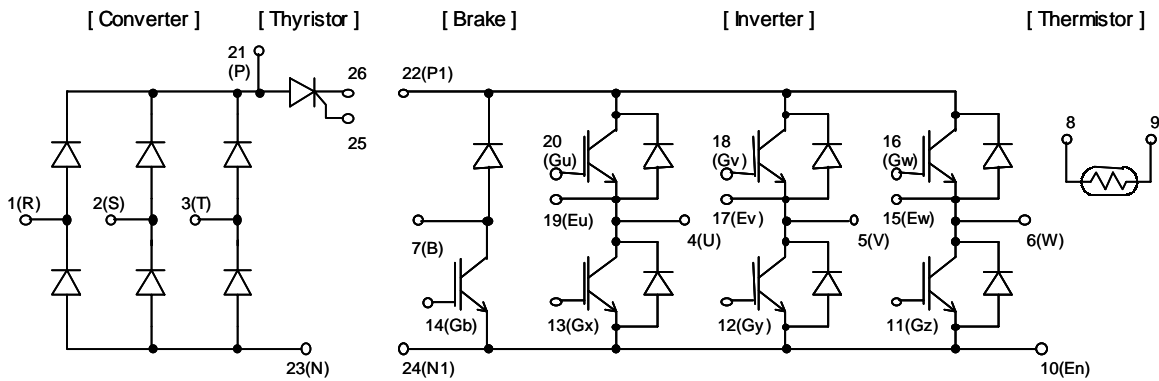 [ Converter ] [ Thyristor ] [ Brake ] [ Inverter ] [ Thermistor ]
21
(P)
26
22(P1)
25
20
(Gu)
18
(Gv)
16
(Gw)
8 9
1(R) 2(S) 3(T)
19(Eu) 17(Ev) 15(Ew)
7(B) 4(U) 5(V) 6(W)
14(Gb) 13(Gx) 12(Gy) 11(Gz)
23(N) 24(N1) 10(En)